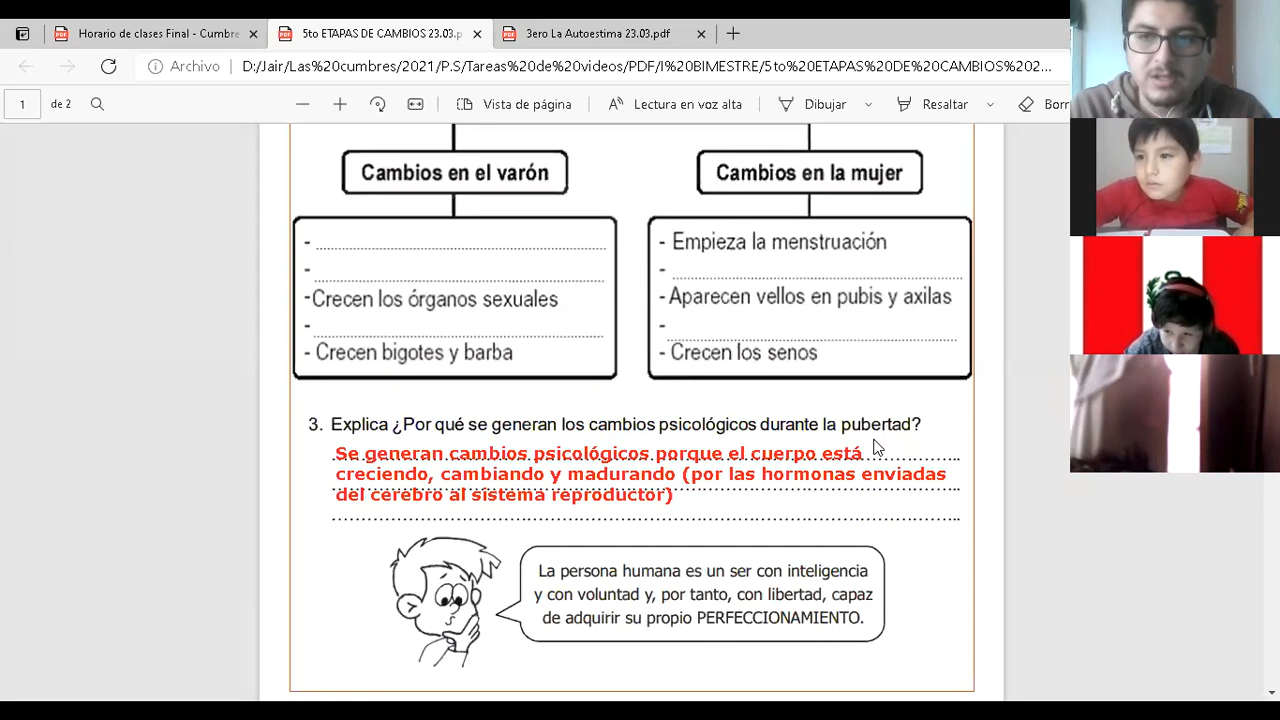 Horario de clases Final - Cumbre
5to ETAPAS DE CAMBIOS 23.03.p
3ero La Autoestima 23.03.pdf
Archivo
D:/Jair/Las%20cumbres/2021/P.S/Tareas%20de%20videos/PDF/I%20BIMESTRE/5to%20ETAPAS%20DE%20CAMBIOS%202...
1 de 2
Vista de página
Lectura en voz alta
Dibujar
Resaltar
Borr
Cambios en el varón
-
-
-Crecen los órganos sexuales
-
- Crecen bigotes y barba
Cambios en la mujer
- Empieza la menstruación
-
- Aparecen vellos en pubis y axilas
-
- Crecen los senos
3. Explica ¿Por qué se generan los cambios psicológicos durante la pubertad?
Se generan cambios psicológicos porque el cuerpo está
creciendo, cambiando y madurando (por las hormonas enviadas
del cerebro al sistema reproductor)
La persona humana es un ser con inteligencia
y con voluntad y, por tanto, con libertad, capaz
de adquirir su propio PERFECCIONAMIENTO.